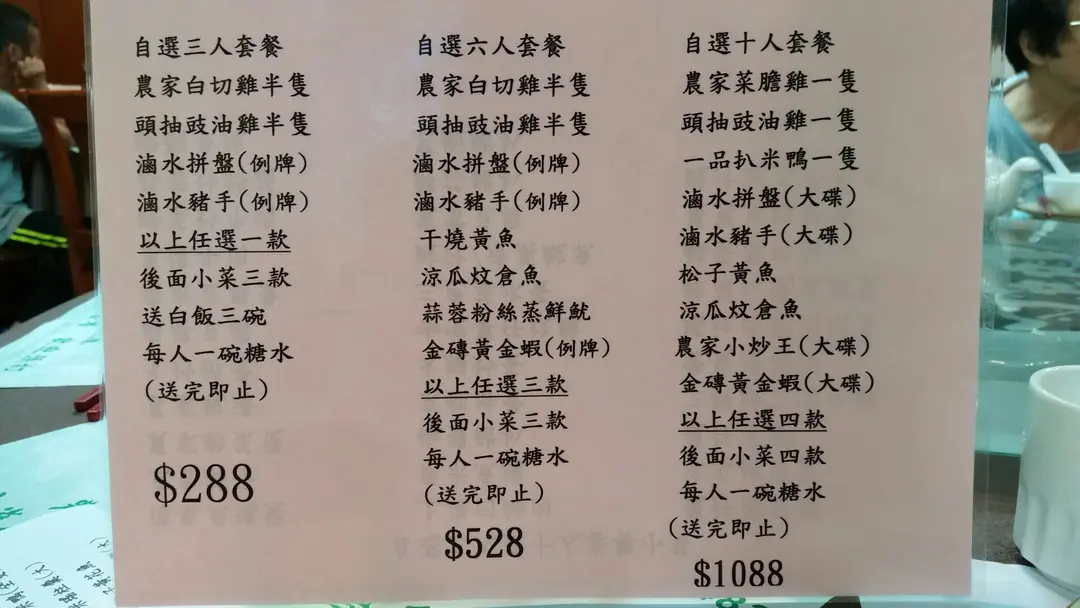 自選三人套餐
農家白切雞半隻
頭抽豉油雞半隻
滷水拼盤(例牌)
滷水豬手(例牌)
以上任選一款
後面小菜三款
送白飯三碗
每人一碗糖水
(送完即止)
$288
自選六人套餐
農家白切雞半隻
頭抽豉油雞半隻
滷水拼盤(例牌)
滷水豬手(例牌)
干燒黃魚
涼瓜炆倉魚
蒜蓉粉絲蒸鮮魷
金磚黃金蝦(例牌)
以上任選三款
後面小菜三款
每人一碗糖水
(送完即止)
$528
自選十人套餐
農家菜膽雞一隻
頭抽豉油雞一隻
一品扒米鴨一隻
滷水拼盤(大碟)
滷水豬手(大碟)
松子黃魚
涼瓜炆倉魚
農家小炒王(大碟)
金磚黃金蝦(大碟)
以上任選四款
後面小菜四款
每人一碗糖水
(送完即止)
$1088